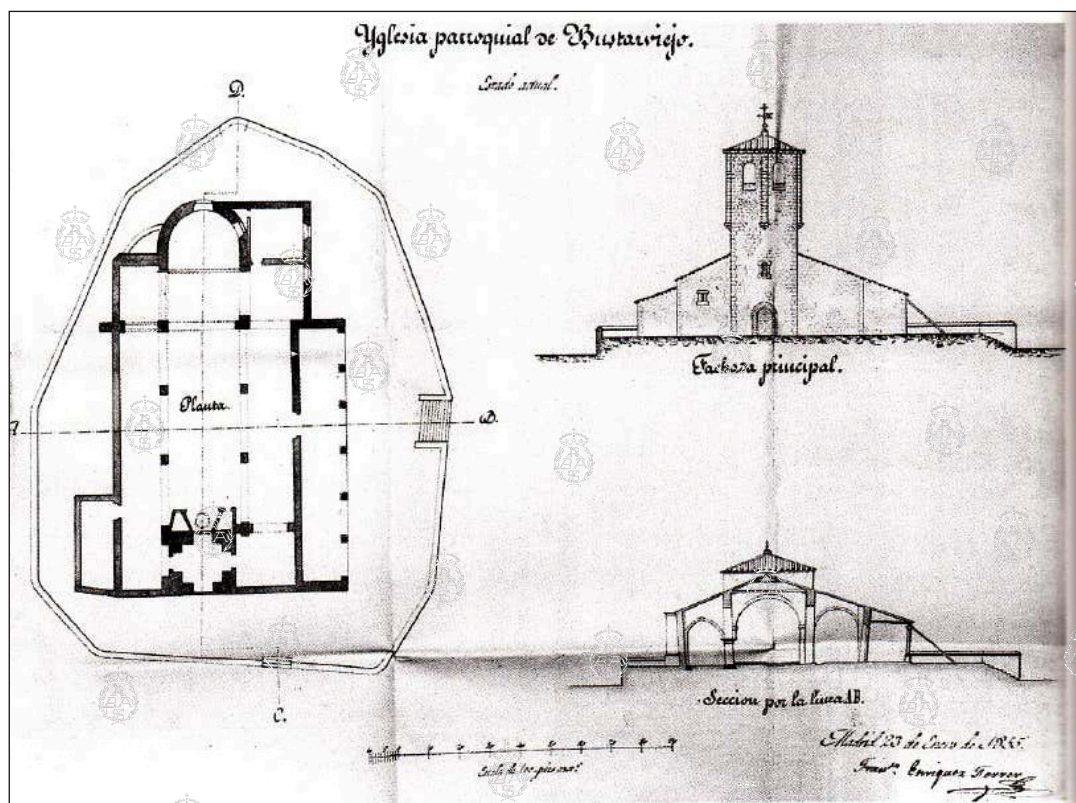 Yglesia parroquial de Bustarviejo.
Estado actual.
D.
Planta.
A
B.
C.
Fachada principal.
Seccion por la linea AB.
Escala de 100 pies
Madrid 23 de Enero de 1855.
Enriquez Ferrer